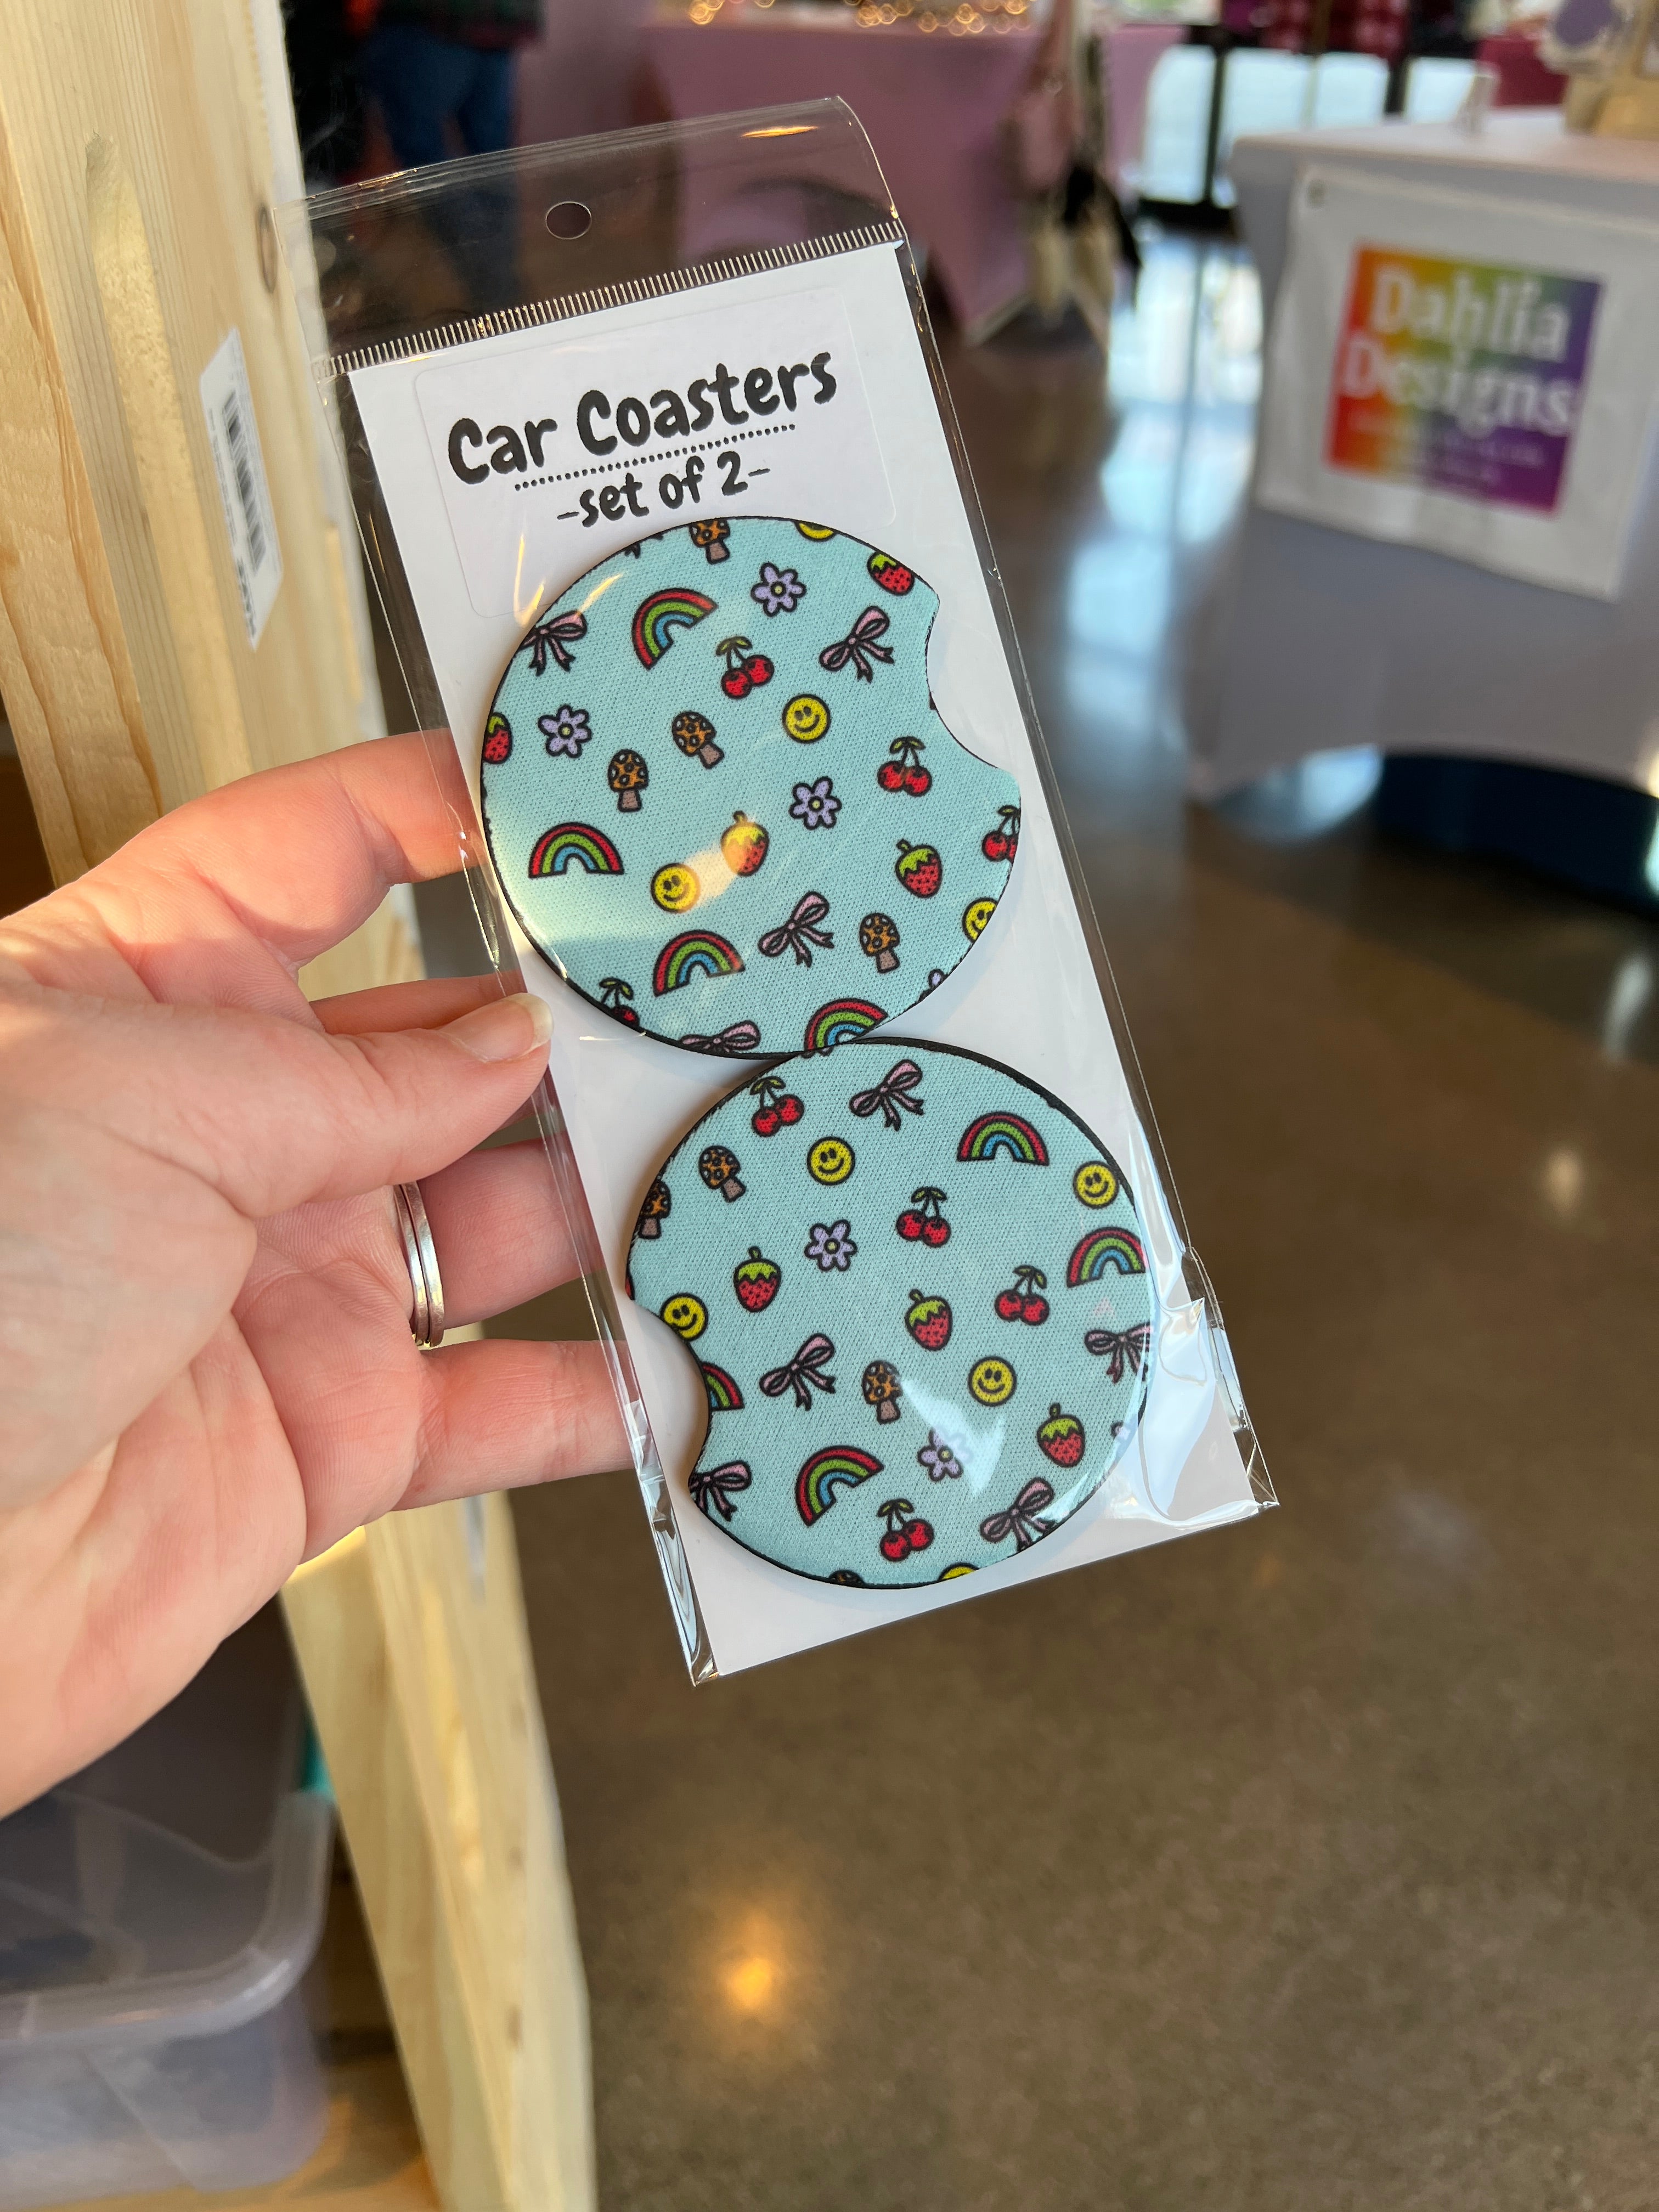 Car Coasters
-set of 2-
Dahlia
Designs